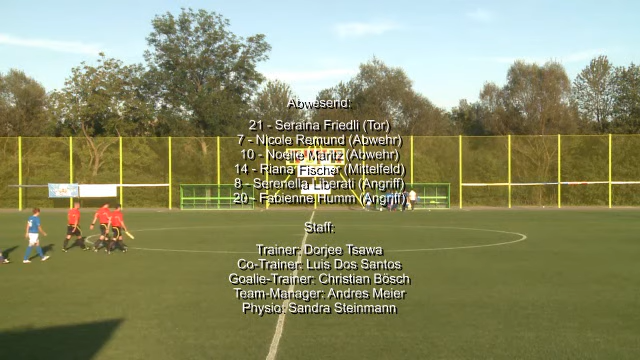 Abwesend:
21 - Seraina Friedli (Tor)
7 - Nicole Remund (Abwehr)
10 - Noelle Maritz (Abwehr)
14 - Riana Fischer (Mittelfeld)
8 - Serenella Liberati (Angriff)
20 - Fabienne Humm (Angriff)
Staff:
Trainer: Dorjee Tsawa
Co-Trainer: Luis Dos Santos
Goalie-Trainer: Christian Bösch
Team-Manager: Andres Meier
Physio: Sandra Steinmann